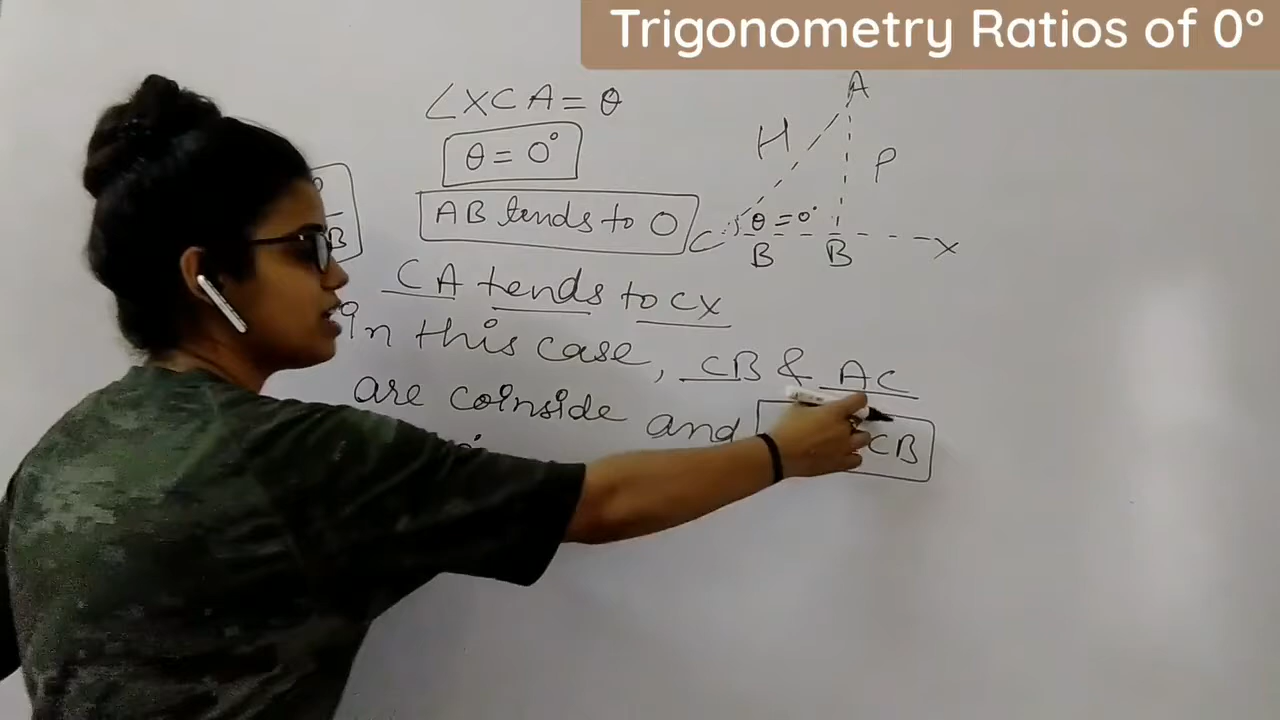 Trigonometry Ratios of 0°
∠XCA = θ
θ = 0°
AB tends to 0
CA tends to CX
In this case, CB & AC
are coinside and
CB
A
H
P
C θ = 0° X
B B
B